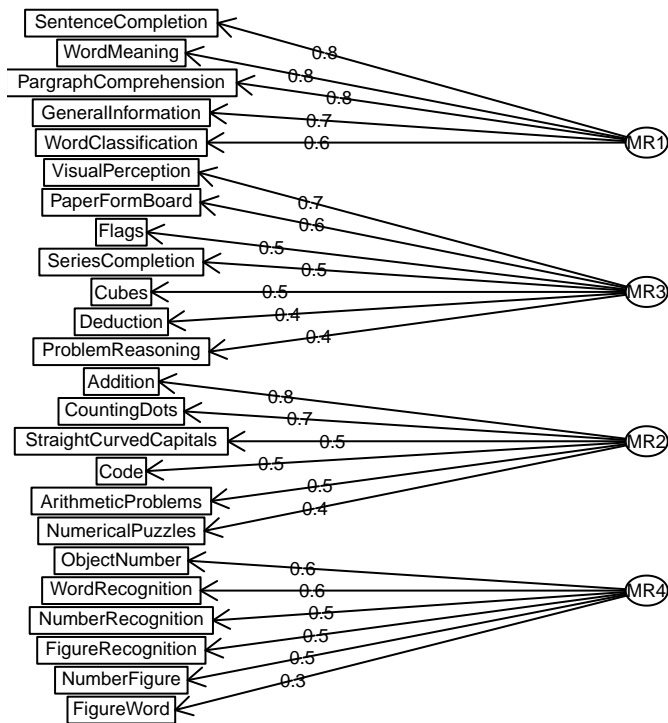 SentenceCompletion
0.8
WordMeaning
0.8
PargraphComprehension
0.8
GeneralInformation
0.7
WordClassification
0.6
MR1
VisualPerception
0.7
PaperFormBoard
0.6
Flags
0.5
SeriesCompletion
0.5
Cubes
0.5
MR3
Deduction
0.4
ProblemReasoning
0.4
Addition
0.8
CountingDots
0.7
StraightCurvedCapitals
0.5
MR2
Code
0.5
ArithmeticProblems
0.5
NumericalPuzzles
0.4
ObjectNumber
0.6
WordRecognition
0.6
MR4
NumberRecognition
0.5
FigureRecognition
0.5
NumberFigure
0.5
FigureWord
0.3